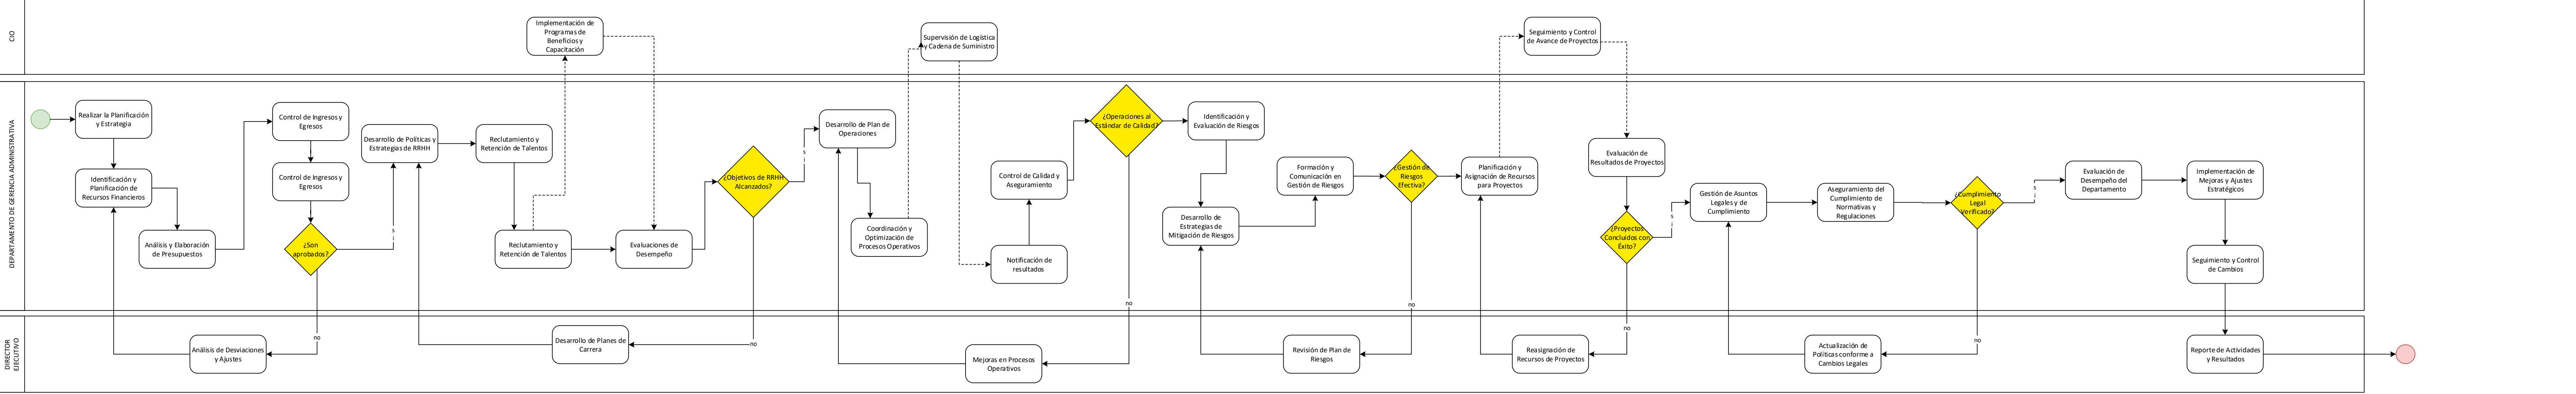 CIO
Implementación de
Programas de
Beneficios y
Capacitación
Supervisión de Logística
y Cadena de Suministro
Seguimiento y Control
de Avance de Proyectos
DEPARTAMENTO DE GERENCIA ADMINISTRATIVA
Realizar la Planificación
y Estrategia
Identificación y
Planificación de
Recursos Financieros
Análisis y Elaboración
de Presupuestos
Control de Ingresos y
Egresos
Control de Ingresos y
Egresos
¿Son
aprobados?
s
Desarrollo de Políticas y
Estrategias de RRHH
Reclutamiento y
Retención de Talentos
Reclutamiento y
Retención de Talentos
Evaluaciones de
Desempeño
¿Objetivos de RRHH
Alcanzados?
s
Desarrollo de Plan de
Operaciones
Coordinación y
Optimización de
Procesos Operativos
Control de Calidad y
Aseguramiento
Notificación de
resultados
¿Operaciones al
Estándar de Calidad?
no
Identificación y
Evaluación de Riesgos
Desarrollo de
Estrategias de
Mitigación de Riesgos
Formación y
Comunicación en
Gestión de Riesgos
¿Gestión de
Riesgos
Efectiva?
no
Planificación y
Asignación de Recursos
para Proyectos
Evaluación de
Resultados de Proyectos
¿Proyectos
Concluidos con
Éxito?
s
Gestión de Asuntos
Legales y de
Cumplimiento
Aseguramiento del
Cumplimiento de
Normativas y
Regulaciones
¿Cumplimiento
Legal
Verificado?
s
Evaluación de
Desempeño del
Departamento
Implementación de
Mejoras y Ajustes
Estratégicos
Seguimiento y Control
de Cambios
DIRECTOR
EJECUTIVO
Análisis de Desviaciones
y Ajustes
no
Desarrollo de Planes de
Carrera
no
Mejoras en Procesos
Operativos
Revisión de Plan de
Riesgos
Reasignación de
Recursos de Proyectos
no
Actualización de
Políticas conforme a
Cambios Legales
no
Reporte de Actividades
y Resultados